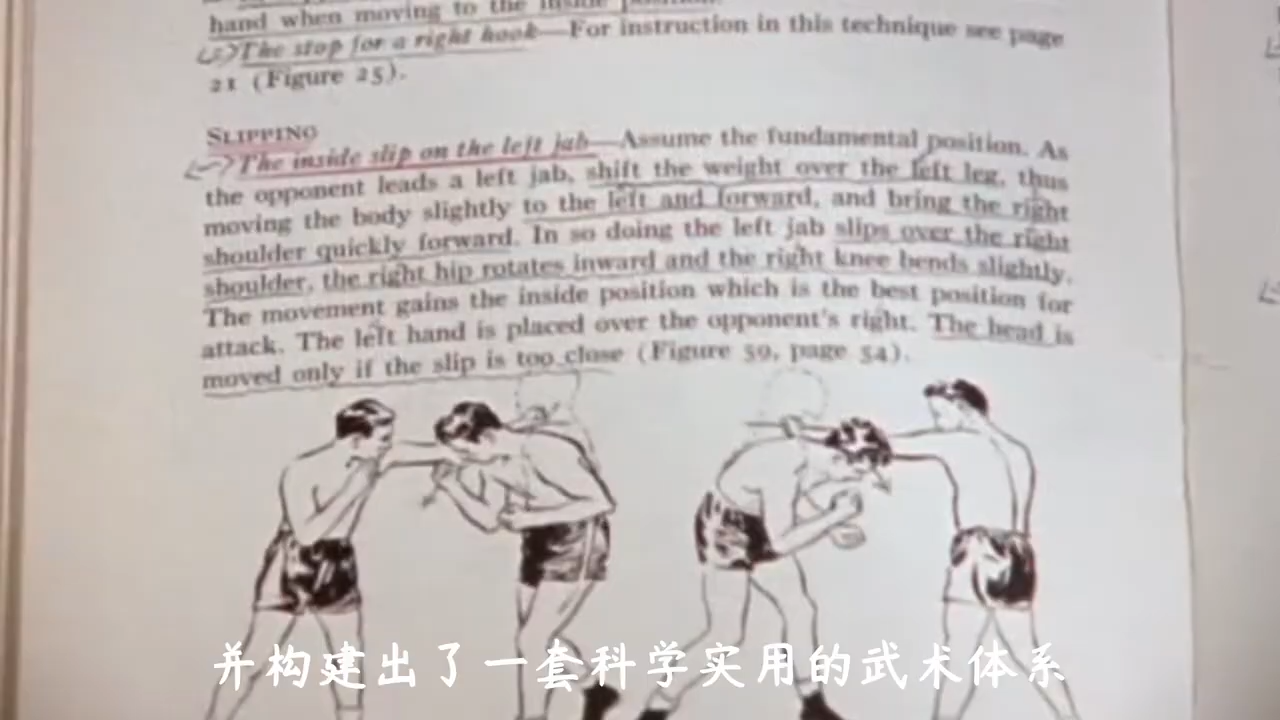 hand when moving to the inside position.
The stop for a right hook—For instruction in this technique see page
21 (Figure 25).
SLIPPING
The inside slip on the left jab—Assume the fundamental position. As
the opponent leads a left jab, shift the weight over the left leg, thus
moving the body slightly to the left and forward, and bring the right
shoulder quickly forward. In so doing the left jab slips over the right
shoulder, the right hip rotates inward and the right knee bends slightly.
The movement gains the inside position which is the best position for
attack. The left hand is placed over the opponent's right. The head is
moved only if the slip is too close (Figure 59, page 54).
并构建出了一套科学实用的武术体系